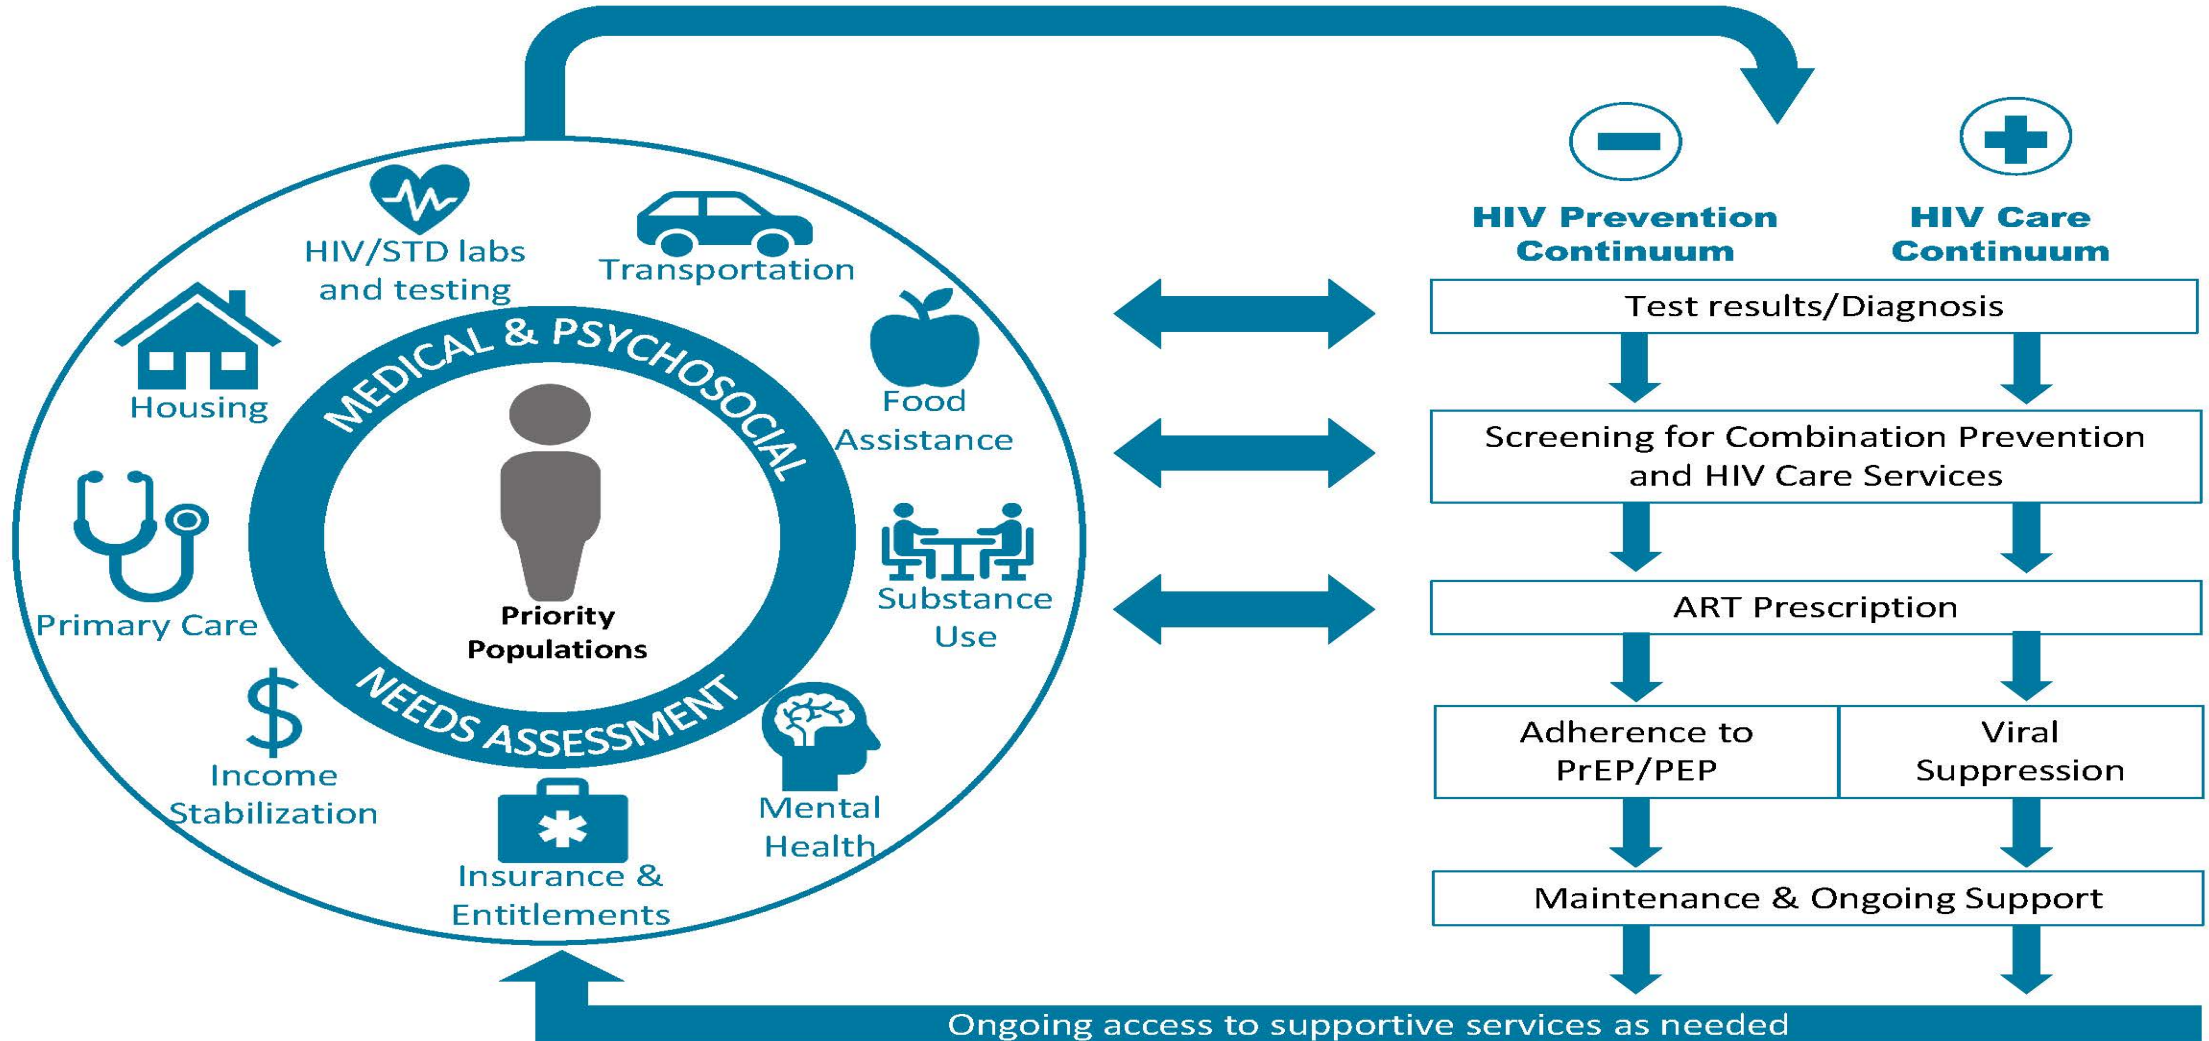 HIV/STD labs
and testing
Transportation
Food
Assistance
Substance
Use
Mental
Health
Insurance &
Entitlements
Income
Stabilization
Primary Care
Housing
MEDICAL & PSYCHOSOCIAL
NEEDS ASSESSMENT
Priority
Populations
HIV Prevention
Continuum
HIV Care
Continuum
Test results/Diagnosis
Screening for Combination Prevention
and HIV Care Services
ART Prescription
Adherence to
PrEP/PEP
Viral
Suppression
Maintenance & Ongoing Support
Ongoing access to supportive services as needed